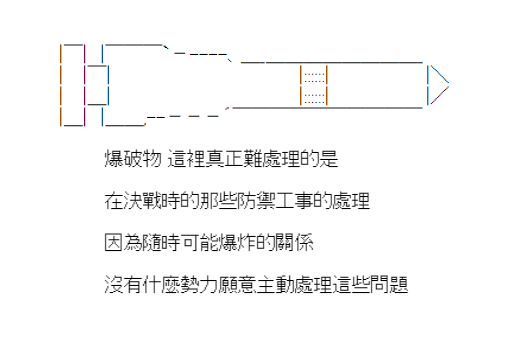 爆破物 這裡真正難處理的是
在決戰時的那些防禦工事的處理
因為隨時可能爆炸的關係
沒有什麼勢力願意主動處理這些問題